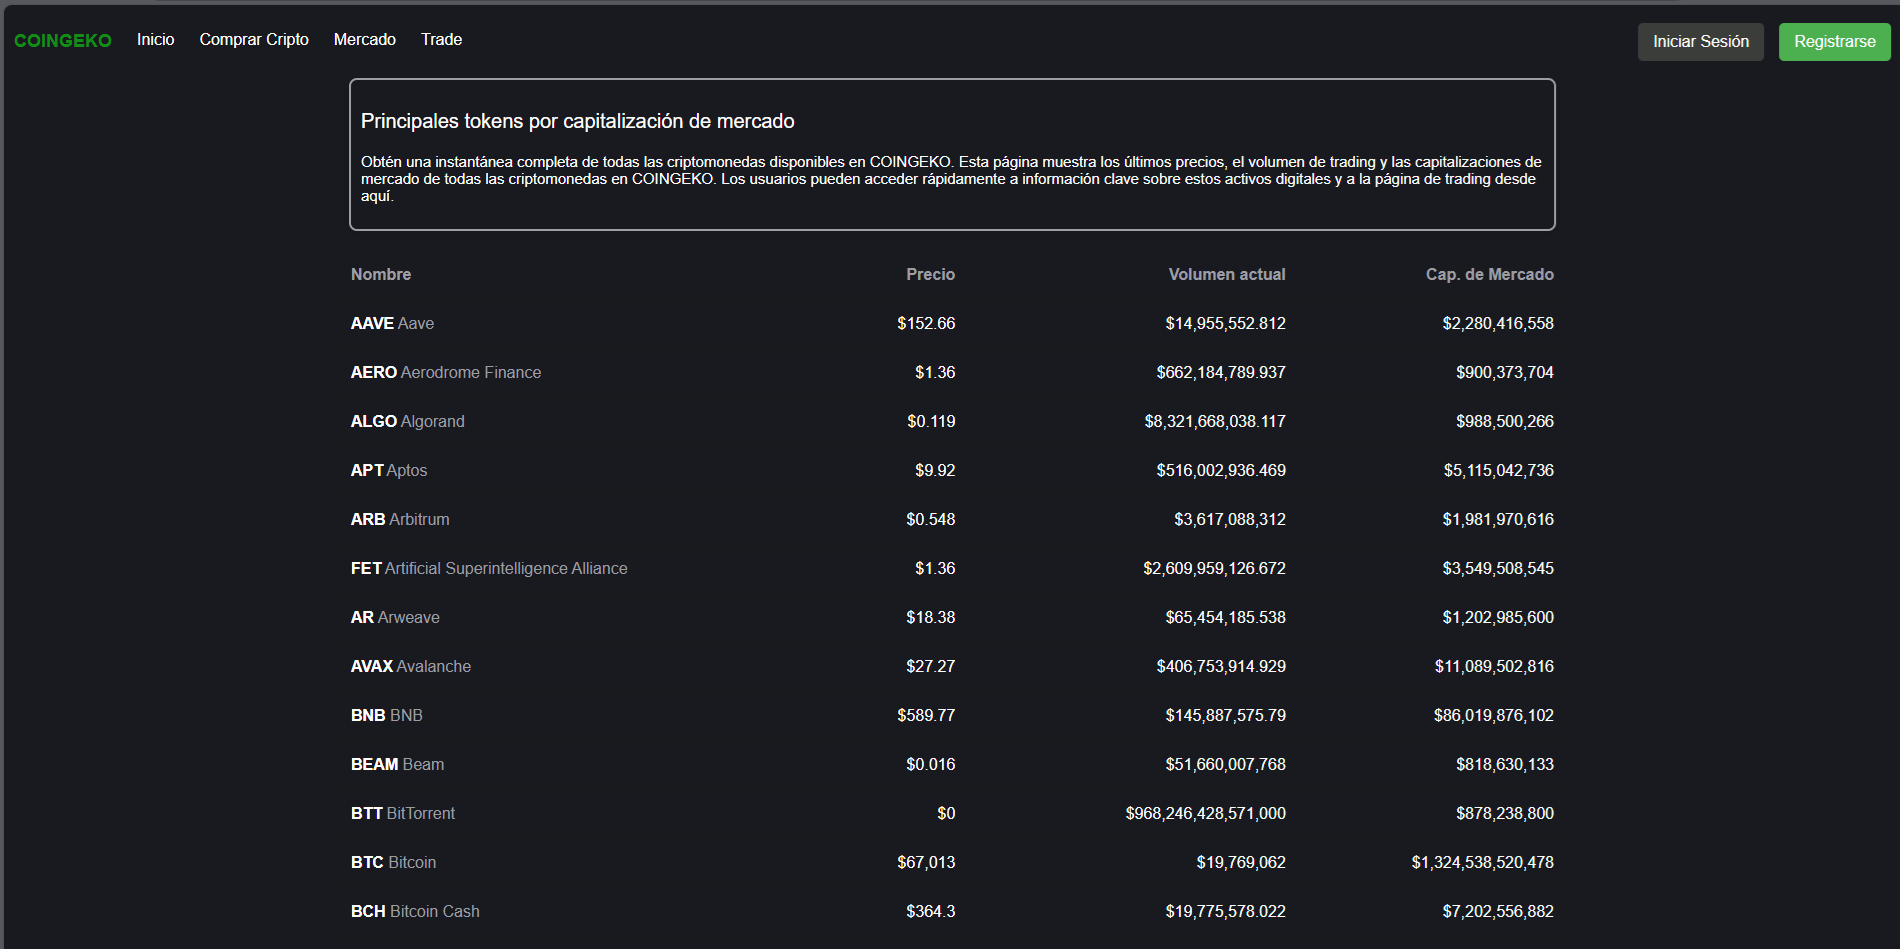 COINGEKO Inicio Comprar Cripto Mercado Trade Iniciar Sesión Registrarse
Principales tokens por capitalización de mercado
Obtén una instantánea completa de todas las criptomonedas disponibles en COINGEKO. Esta página muestra los últimos precios, el volumen de trading y las capitalizaciones de
mercado de todas las criptomonedas en COINGEKO. Los usuarios pueden acceder rápidamente a información clave sobre estos activos digitales y a la página de trading desde
aquí.
Nombre Precio Volumen actual Cap. de Mercado
AAVE Aave $152.66 $14,955,552.812 $2,280,416,558
AERO Aerodrome Finance $1.36 $662,184,789.937 $900,373,704
ALGO Algorand $0.119 $8,321,668,038.117 $988,500,266
APT Aptos $9.92 $516,002,936.469 $5,115,042,736
ARB Arbitrum $0.548 $3,617,088,312 $1,981,970,616
FET Artificial Superintelligence Alliance $1.36 $2,609,959,126.672 $3,549,508,545
AR Arweave $18.38 $65,454,185.538 $1,202,985,600
AVAX Avalanche $27.27 $406,753,914.929 $11,089,502,816
BNB BNB $589.77 $145,887,575.79 $86,019,876,102
BEAM Beam $0.016 $51,660,007,768 $818,630,133
BTT BitTorrent $0 $968,246,428,571,000 $878,238,800
BTC Bitcoin $67,013 $19,769,062 $1,324,538,520,478
BCH Bitcoin Cash $364.3 $19,775,578.022 $7,202,556,882